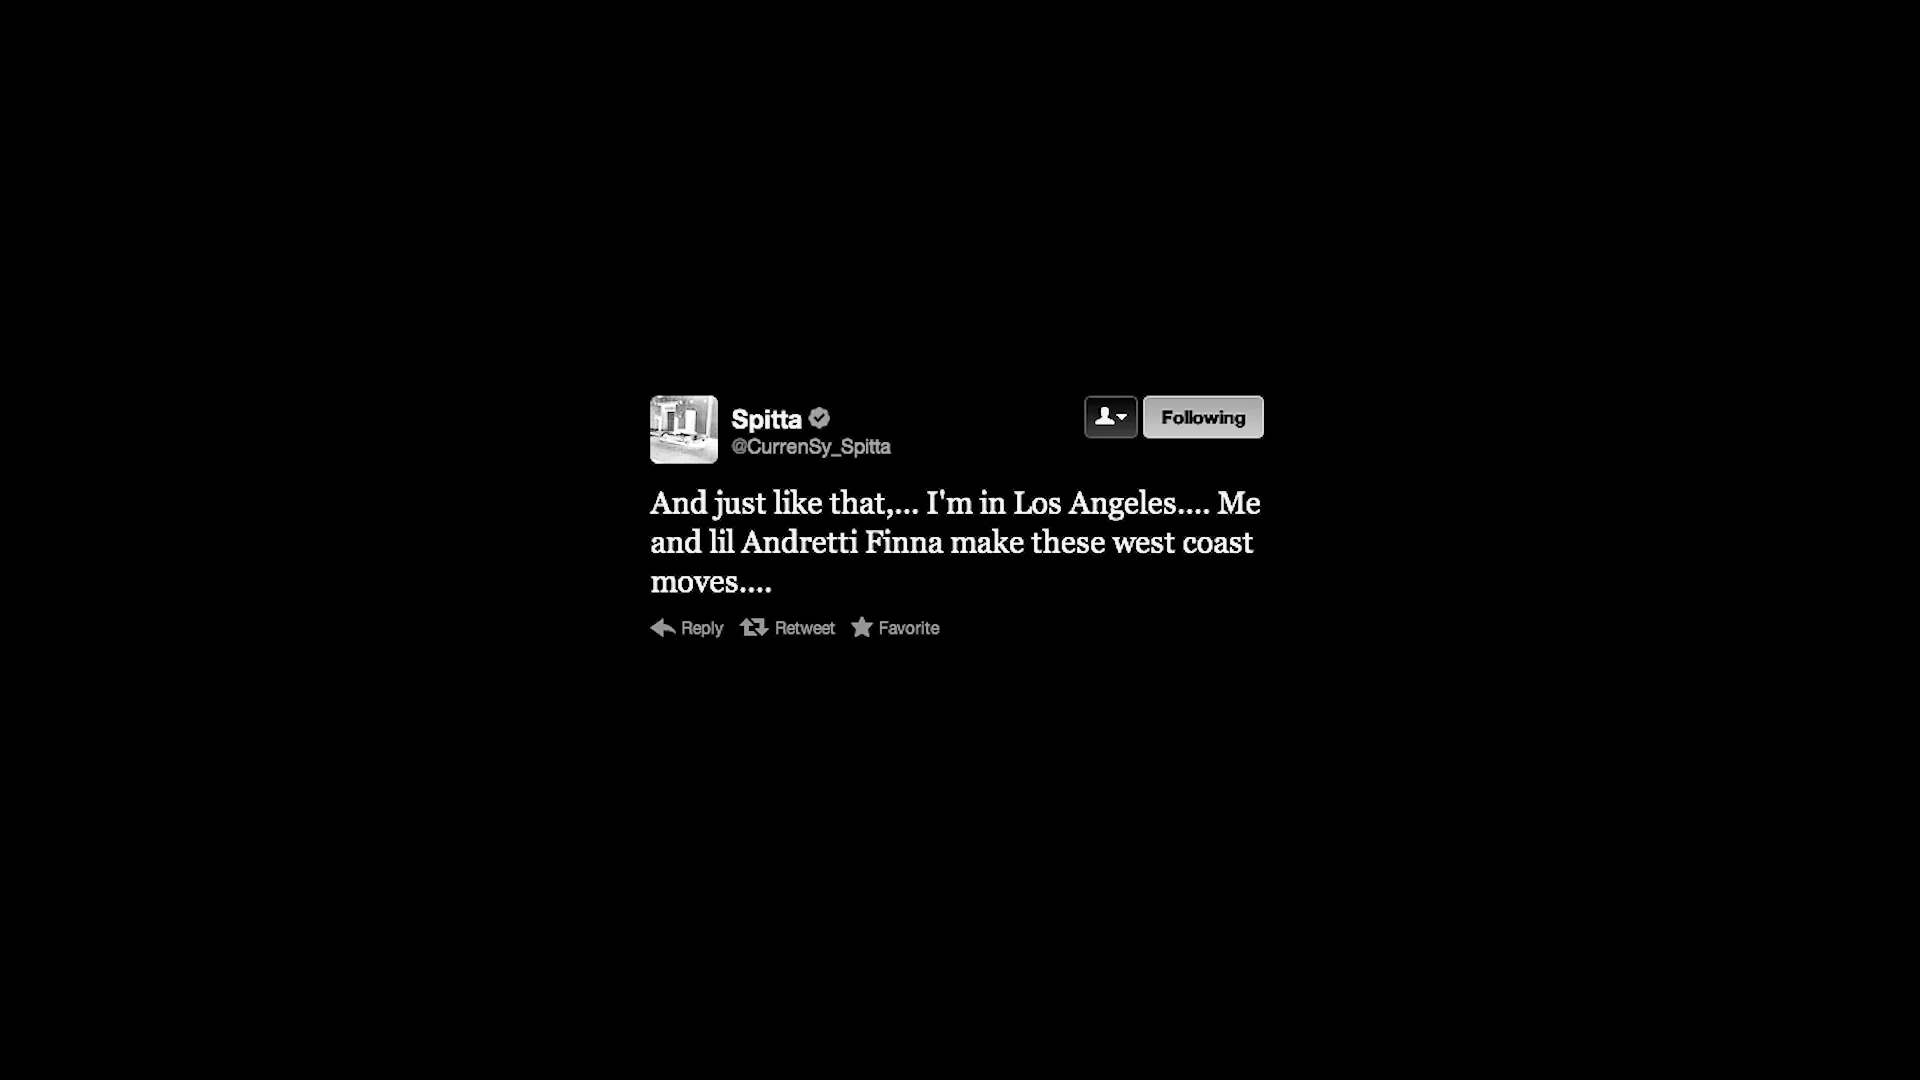 Spitta
@CurrenSy_Spitta
Following
And just like that,... I'm in Los Angeles.... Me
and lil Andretti Finna make these west coast
moves....
Reply Retweet Favorite